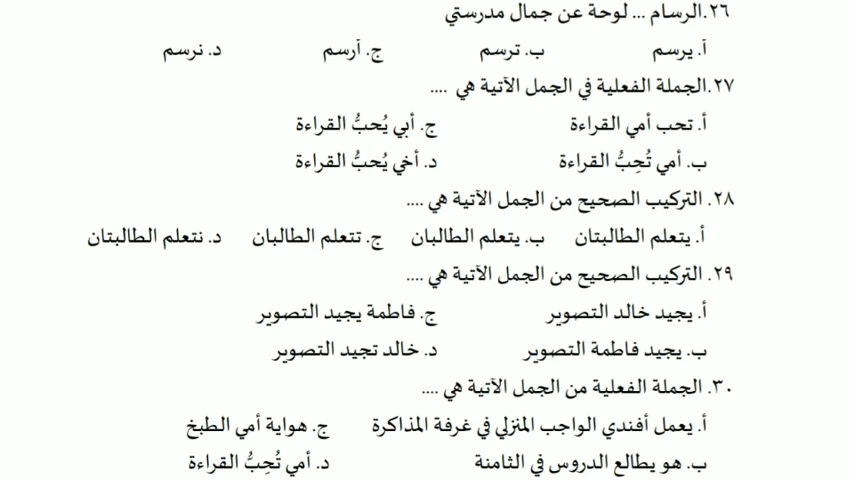 ٢٦.الرسام ... لوحة عن جمال مدرستي
أ. يرسم ب. ترسم ج. أرسم د. نرسم
٢٧.الجملة الفعلية في الجمل الآتية هي ....
أ. تحب أمي القراءة ج. أبي يُحبُّ القراءة
ب. أمي تُحِبُّ القراءة د. أخي يُحبُّ القراءة
٢٨. التركيب الصحيح من الجمل الآتية هي ....
أ. يتعلم الطالبتان ب. يتعلم الطالبان ج. تتعلم الطالبان د. نتعلم الطالبتان
٢٩. التركيب الصحيح من الجمل الآتية هي ....
أ. يجيد خالد التصوير ج. فاطمة يجيد التصوير
ب. يجيد فاطمة التصوير د. خالد تجيد التصوير
٣٠. الجملة الفعلية من الجمل الآتية هي ....
أ. يعمل أفندي الواجب المنزلي في غرفة المذاكرة ج. هواية أمي الطبخ
ب. هو يطالع الدروس في الثامنة د. أمي تُحِبُّ القراءة